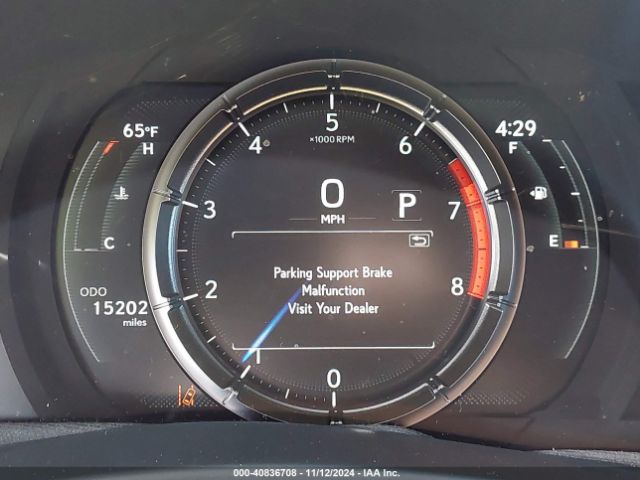 65°F
4:29
H
F
C
E
ODO
15202
miles
5
×1000 RPM
4
6
3
7
2
8
1
0
0
MPH
P
Parking Support Brake
Malfunction
Visit Your Dealer
000-40836708 - 11/12/2024 - IAA Inc.